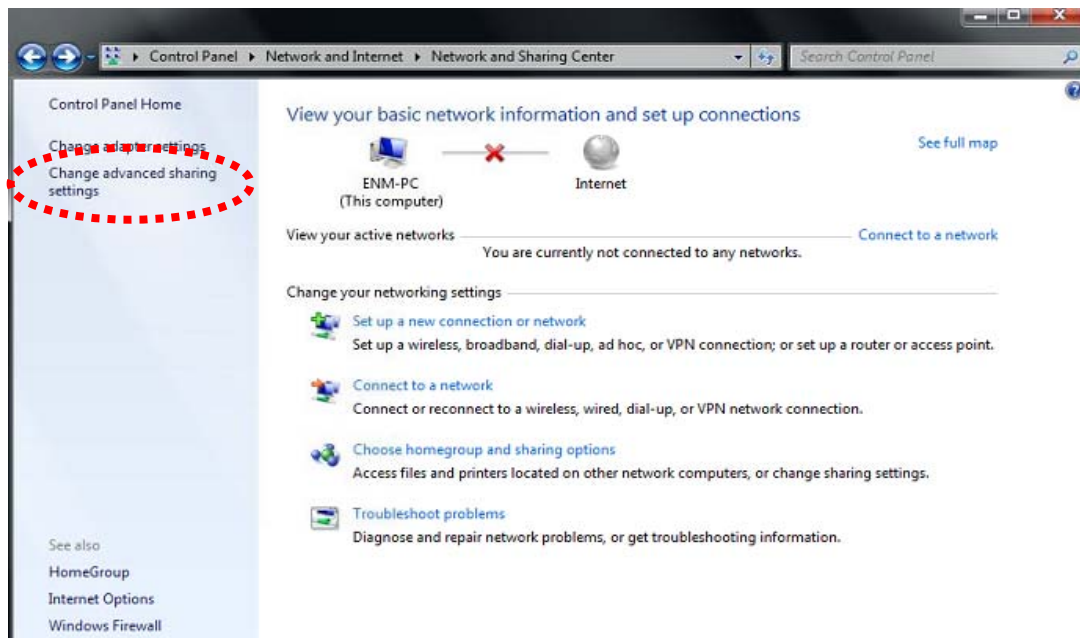 Control Panel
Network and Internet
Network and Sharing Center
Search Control Panel
Control Panel Home
Change adapter settings
Change advanced sharing
settings
See also
HomeGroup
Internet Options
Windows Firewall
View your basic network information and set up connections
See full map
ENM-PC
(This computer)
Internet
View your active networks
Connect to a network
You are currently not connected to any networks.
Change your networking settings
Set up a new connection or network
Set up a wireless, broadband, dial-up, ad hoc, or VPN connection; or set up a router or access point.
Connect to a network
Connect or reconnect to a wireless, wired, dial-up, or VPN network connection.
Choose homegroup and sharing options
Access files and printers located on other network computers, or change sharing settings.
Troubleshoot problems
Diagnose and repair network problems, or get troubleshooting information.